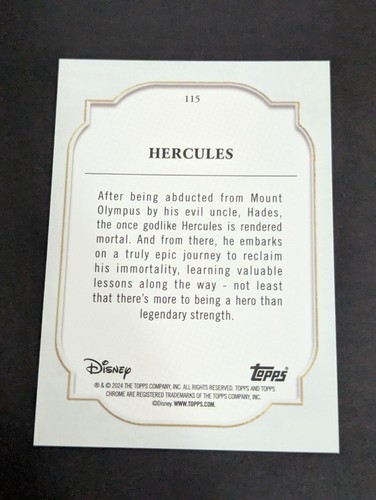 115
HERCULES
After being abducted from Mount
Olympus by his evil uncle, Hades,
the once godlike Hercules is rendered
mortal. And from there, he embarks
on a truly epic journey to reclaim
his immortality, learning valuable
lessons along the way - not least
that there's more to being a hero than
legendary strength.
Disney
TOPPS
® & © 2024 THE TOPPS COMPANY, INC. ALL RIGHTS RESERVED. TOPPS AND TOPPS
CHROME ARE REGISTERED TRADEMARKS OF THE TOPPS COMPANY, INC.
©Disney. WWW.TOPPS.COM.